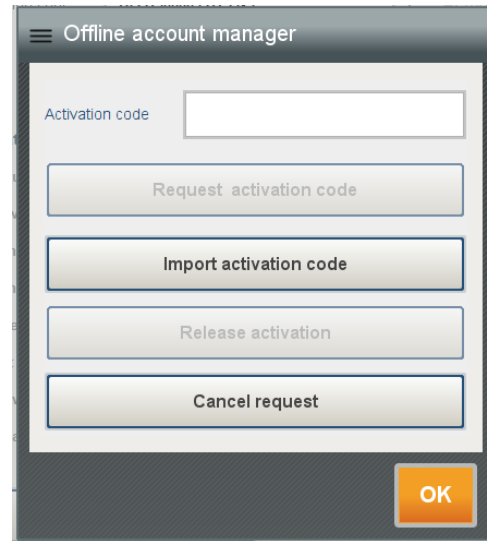 Offline account manager
Activation code
Request activation code
Import activation code
Release activation
Cancel request
OK